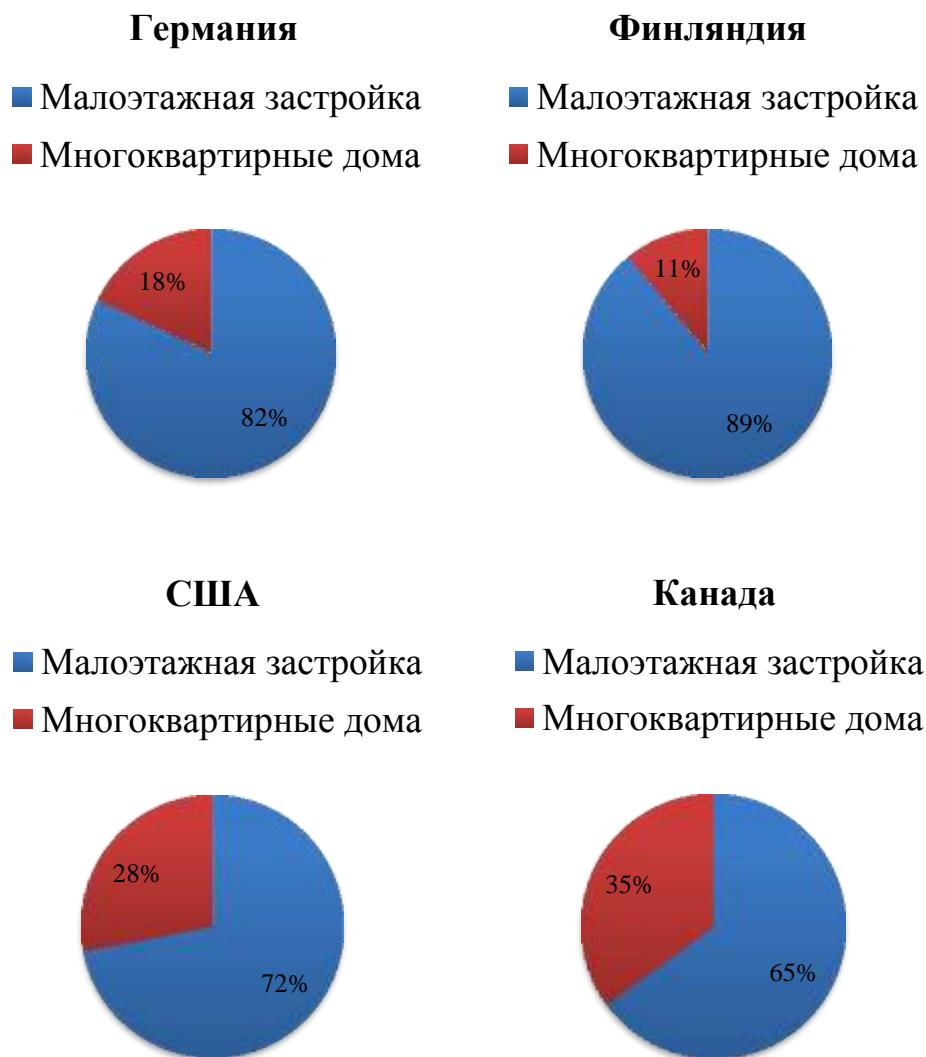 Германия
Малоэтажная застройка
Многоквартирные дома
18%
82%
Финляндия
Малоэтажная застройка
Многоквартирные дома
11%
89%
США
Малоэтажная застройка
Многоквартирные дома
28%
72%
Канада
Малоэтажная застройка
Многоквартирные дома
35%
65%